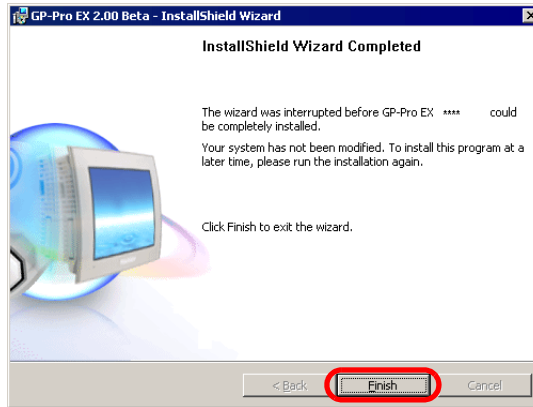 GP-Pro EX 2.00 Beta - InstallShield Wizard
InstallShield Wizard Completed
The wizard was interrupted before GP-Pro EX **** could
be completely installed.
Your system has not been modified. To install this program at a
later time, please run the installation again.
Click Finish to exit the wizard.
< Back Finish Cancel